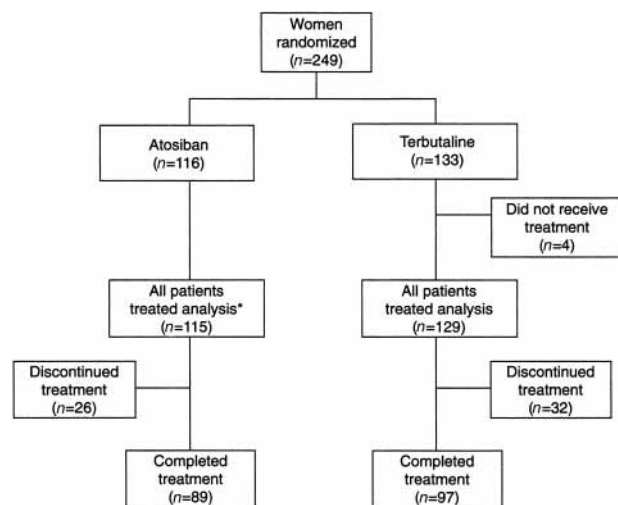 Women
randomized
(n=249)
Atosiban
(n=116)
Terbutaline
(n=133)
Did not receive
treatment
(n=4)
All patients
treated analysis*
(n=115)
All patients
treated analysis
(n=129)
Discontinued
treatment
(n=26)
Discontinued
treatment
(n=32)
Completed
treatment
(n=89)
Completed
treatment
(n=97)